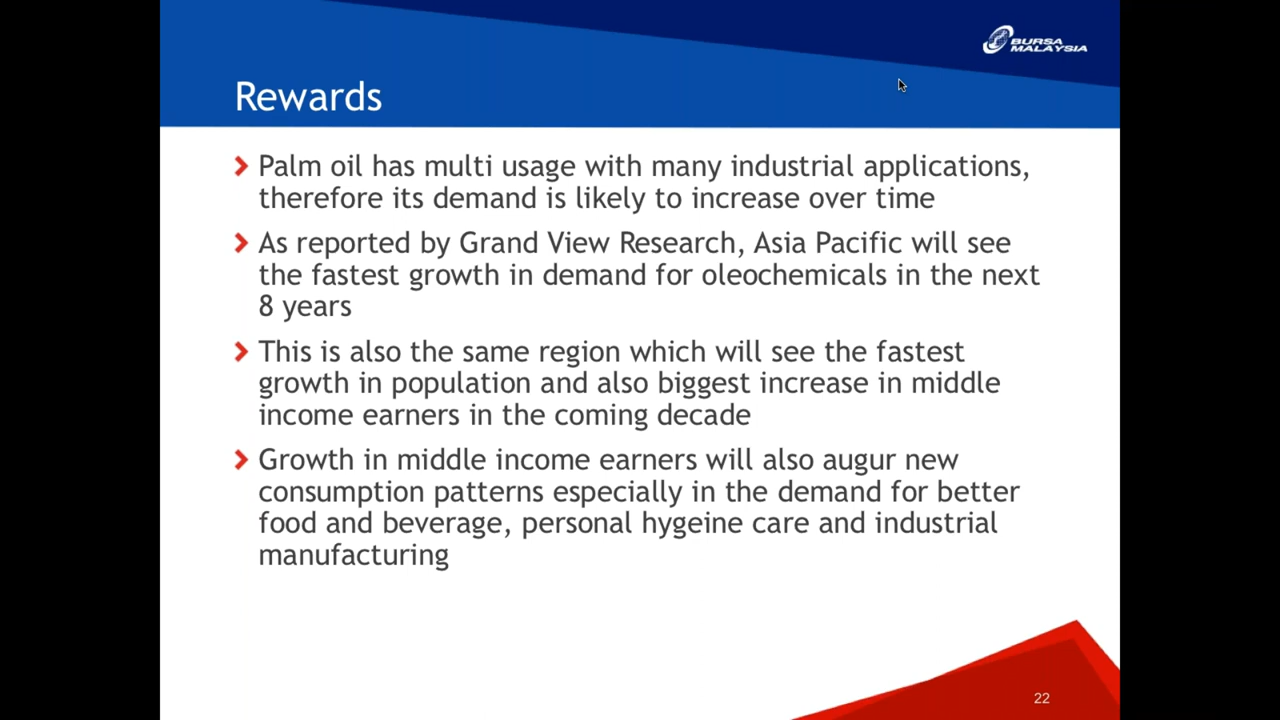 BURSA
MALAYSIA
Rewards
Palm oil has multi usage with many industrial applications,
therefore its demand is likely to increase over time
As reported by Grand View Research, Asia Pacific will see
the fastest growth in demand for oleochemicals in the next
8 years
This is also the same region which will see the fastest
growth in population and also biggest increase in middle
income earners in the coming decade
Growth in middle income earners will also augur new
consumption patterns especially in the demand for better
food and beverage, personal hygeine care and industrial
manufacturing
22